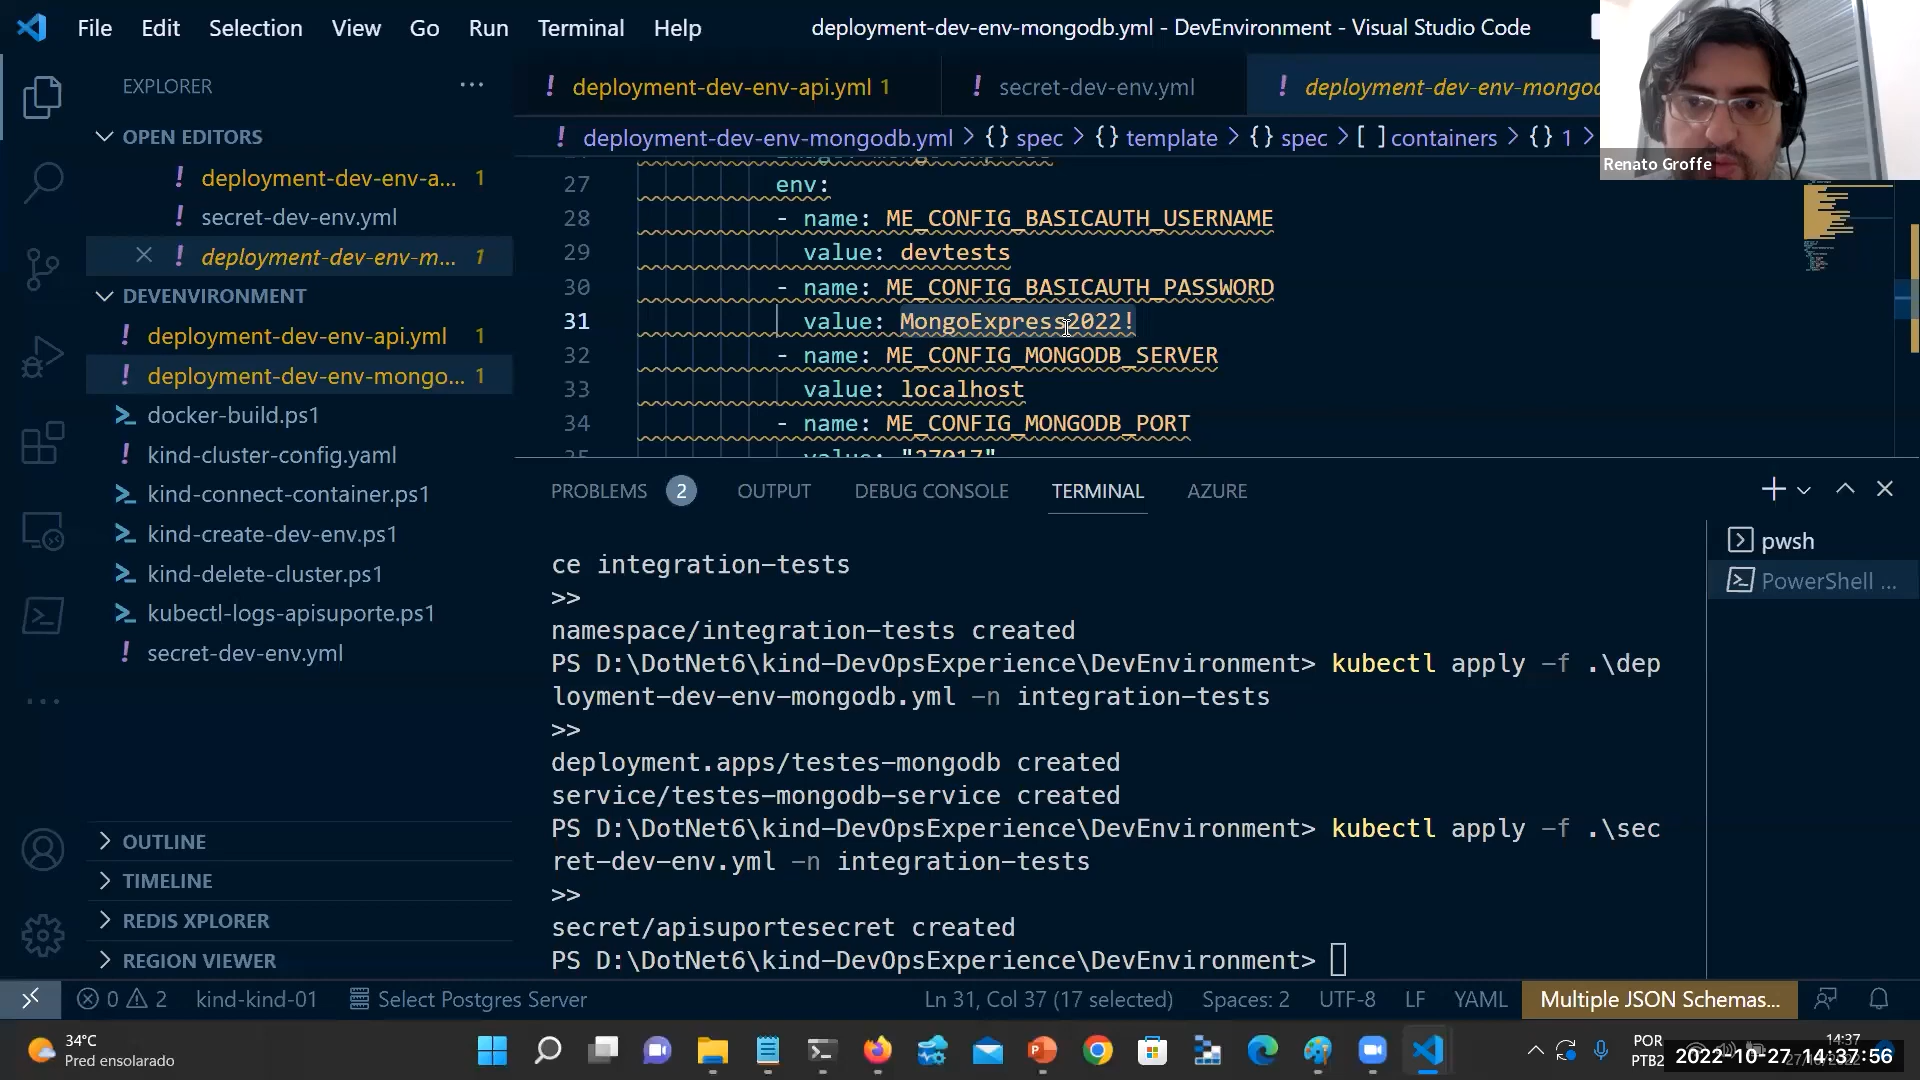 File Edit Selection View Go Run Terminal Help
deployment-dev-env-mongodb.yml - DevEnvironment - Visual Studio Code
EXPLORER
OPEN EDITORS
deployment-dev-env-a... 1
secret-dev-env.yml
deployment-dev-env-m... 1
DEVENVIRONMENT
deployment-dev-env-api.yml 1
deployment-dev-env-mongo... 1
docker-build.ps1
kind-cluster-config.yaml
kind-connect-container.ps1
kind-create-dev-env.ps1
kind-delete-cluster.ps1
kubectl-logs-apisuporte.ps1
secret-dev-env.yml
OUTLINE
TIMELINE
REDIS XPLORER
REGION VIEWER
! deployment-dev-env-api.yml 1
! secret-dev-env.yml
! deployment-dev-env-mongod
! deployment-dev-env-mongodb.yml > {} spec > {} template > {} spec > [ ] containers > {} 1 >
Renato Groffe
27 env:
28 - name: ME_CONFIG_BASICAUTH_USERNAME
29 value: devtests
30 - name: ME_CONFIG_BASICAUTH_PASSWORD
31 value: MongoExpress2022!
32 - name: ME_CONFIG_MONGODB_SERVER
33 value: localhost
34 - name: ME_CONFIG_MONGODB_PORT
35 value: "27017"
PROBLEMS 2 OUTPUT DEBUG CONSOLE TERMINAL AZURE
pwsh
PowerShell ...
ce integration-tests
>>
namespace/integration-tests created
PS D:\DotNet6\kind-DevOpsExperience\DevEnvironment> kubectl apply -f .\dep
loyment-dev-env-mongodb.yml -n integration-tests
>>
deployment.apps/testes-mongodb created
service/testes-mongodb-service created
PS D:\DotNet6\kind-DevOpsExperience\DevEnvironment> kubectl apply -f .\sec
ret-dev-env.yml -n integration-tests
>>
secret/apisuportesecret created
PS D:\DotNet6\kind-DevOpsExperience\DevEnvironment>
0 2 kind-kind-01 Select Postgres Server Ln 31, Col 37 (17 selected) Spaces: 2 UTF-8 LF YAML Multiple JSON Schemas...
34°C
Pred ensolarado
POR
PTB2
14:37
2022-10-27 14:37:56